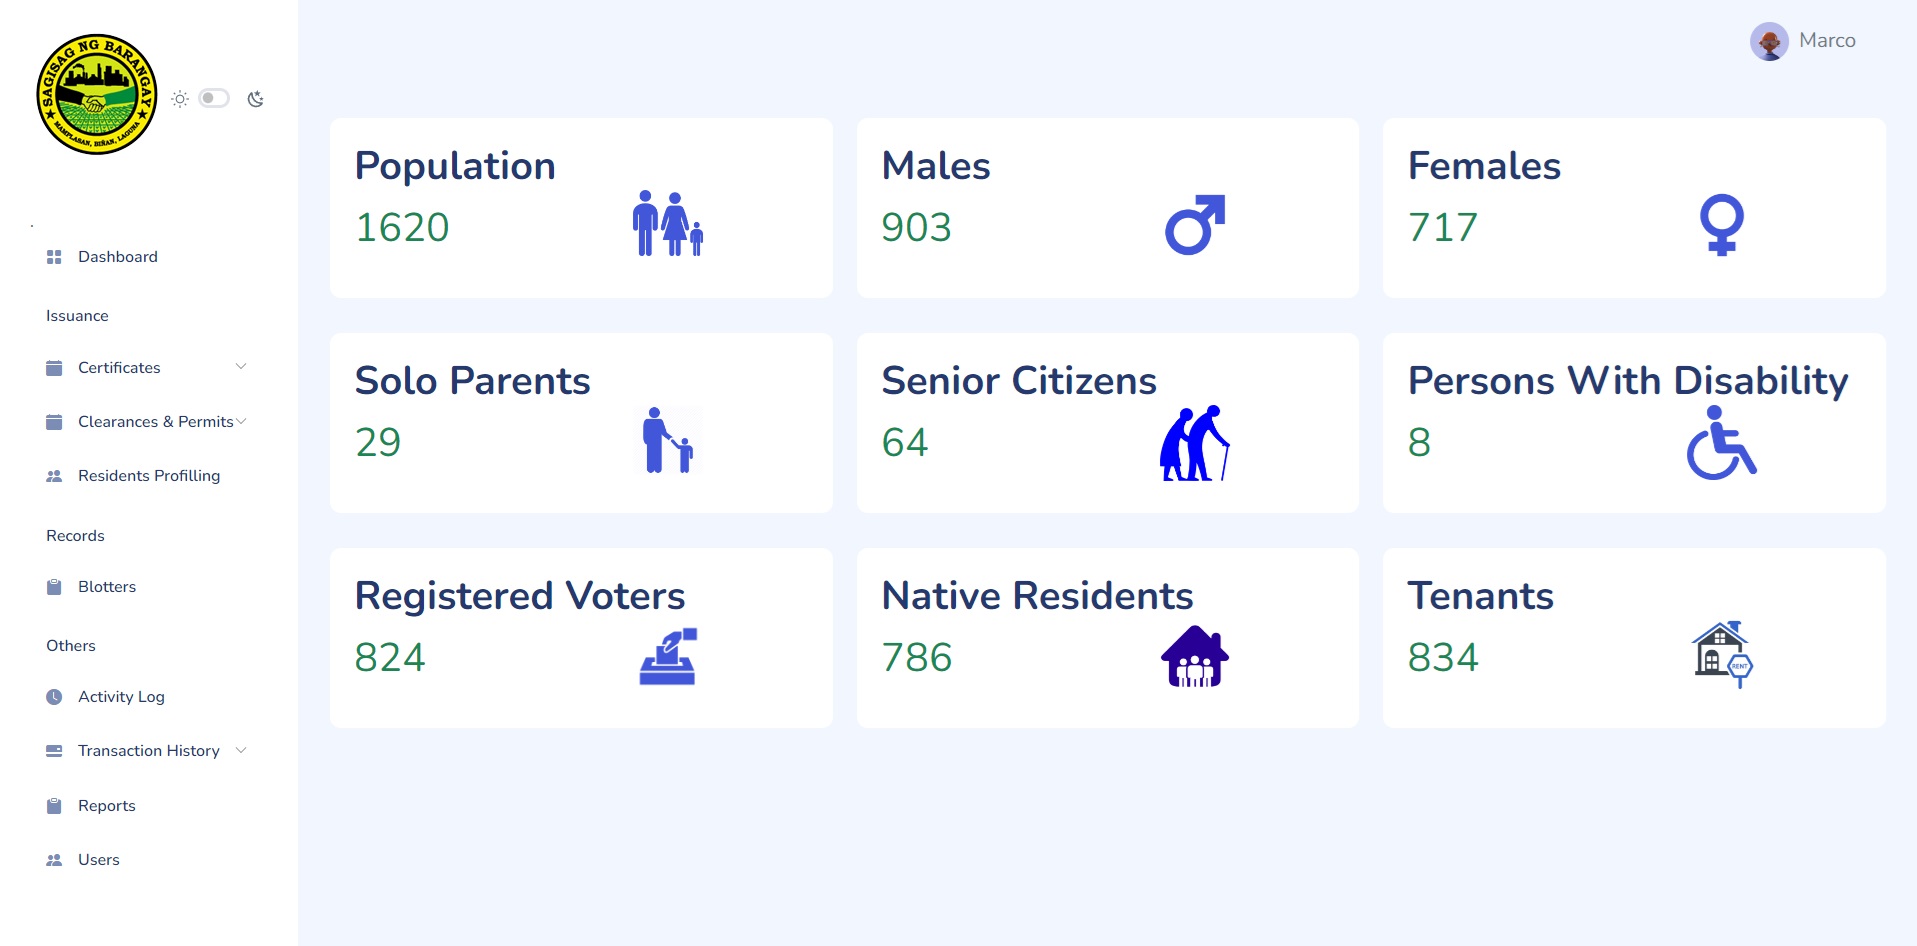 SAGISAG NG BARANGAY
MAMPLASAN, BIÑAN, LAGUNA
Marco
.
Dashboard
Issuance
Certificates
Clearances & Permits
Residents Profilling
Records
Blotters
Others
Activity Log
Transaction History
Reports
Users
Population
1620
Males
903
Females
717
Solo Parents
29
Senior Citizens
64
Persons With Disability
8
Registered Voters
824
Native Residents
786
Tenants
834
RENT